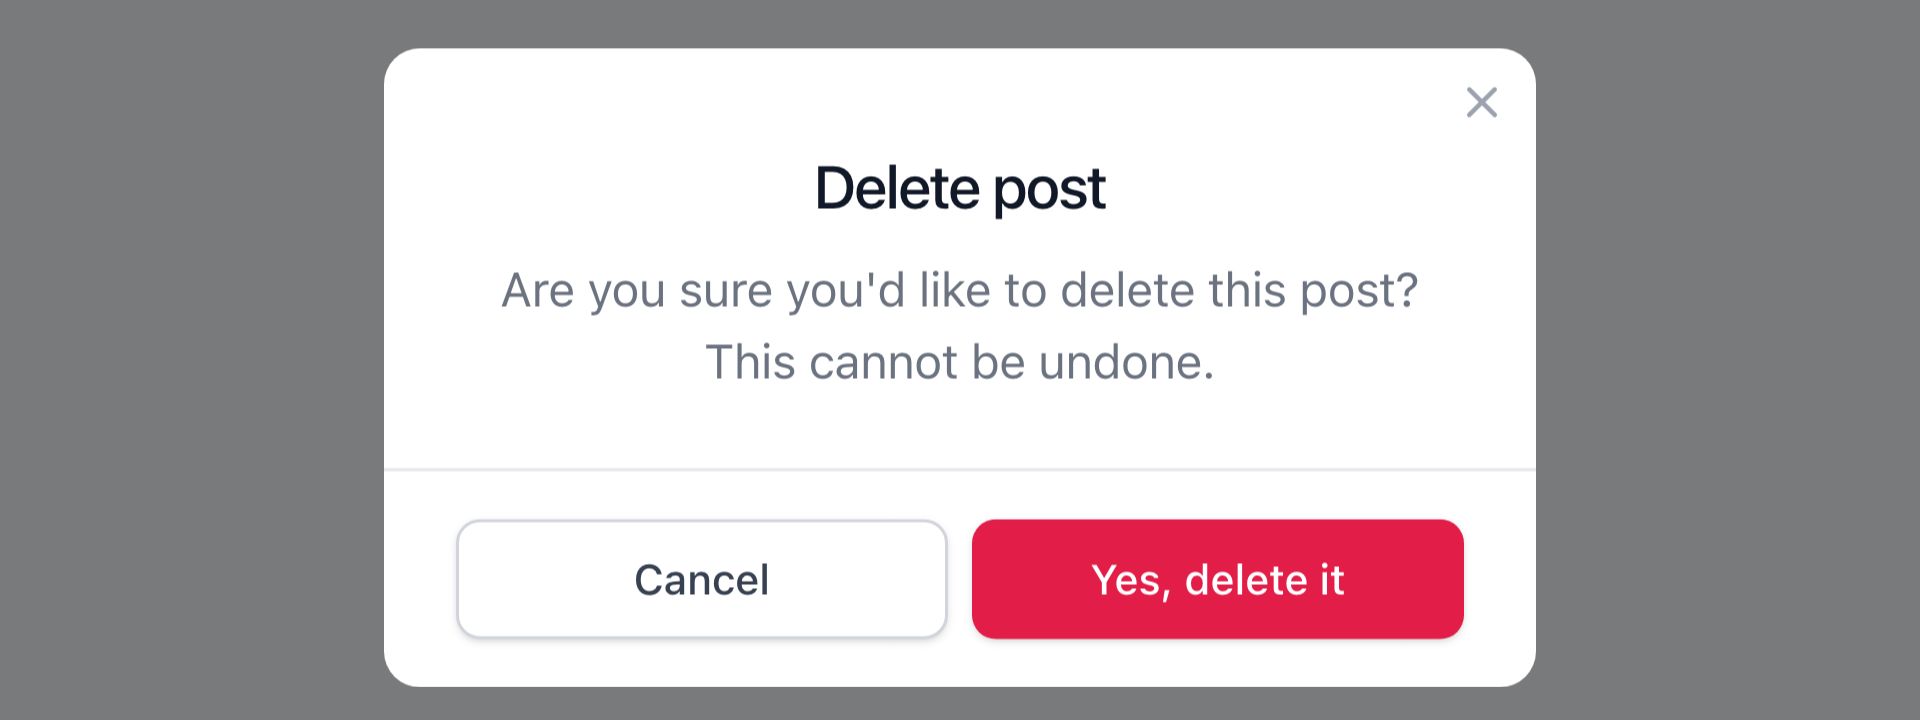 Delete post
Are you sure you'd like to delete this post?
This cannot be undone.
Cancel
Yes, delete it